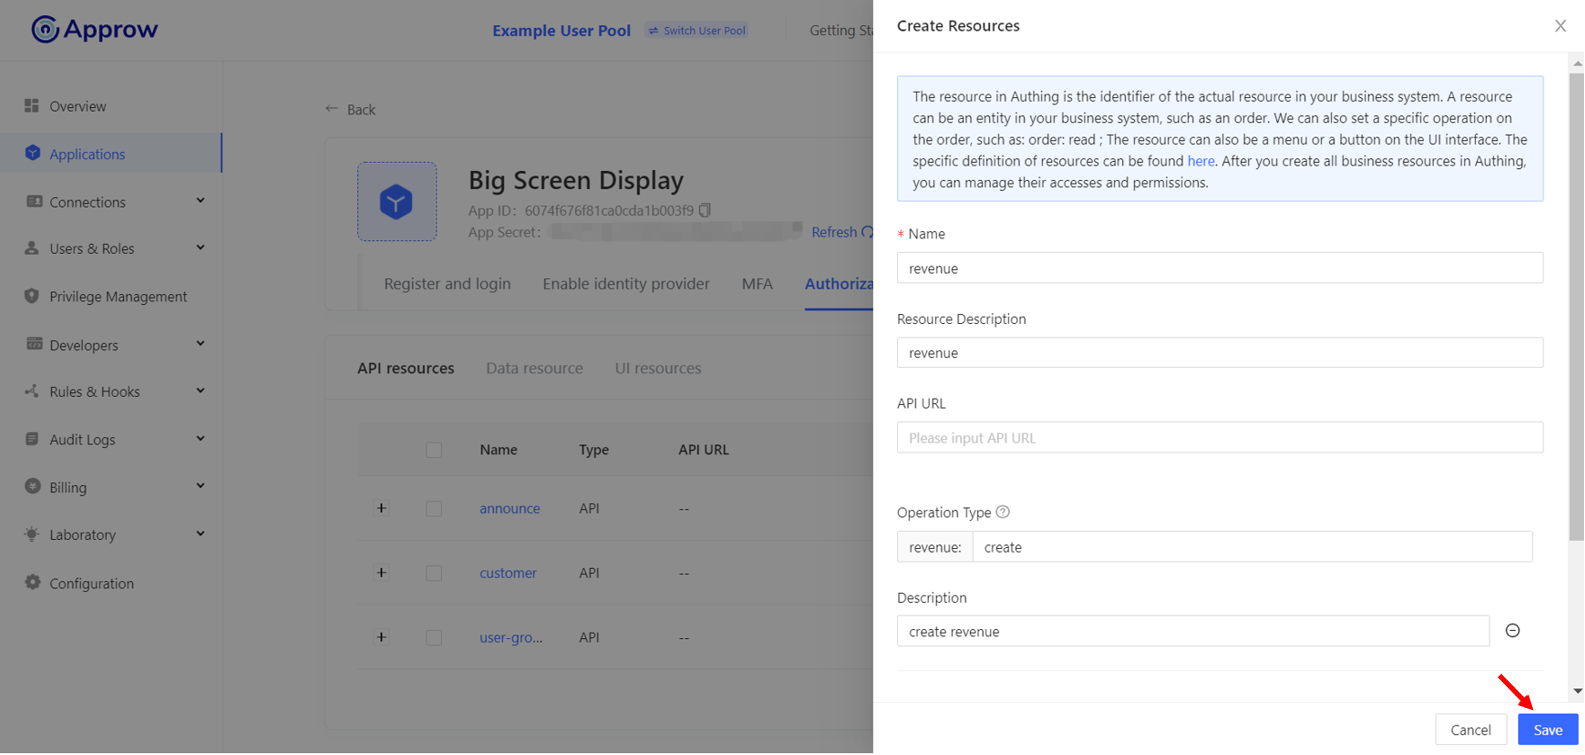 Approw
Example User Pool
Switch User Pool
Getting Sta
Overview
Applications
Connections
Users & Roles
Privilege Management
Developers
Rules & Hooks
Audit Logs
Billing
Laboratory
Configuration
Back
Big Screen Display
App ID: 6074f676f81ca0cda1b003f9
App Secret:
Refresh
Register and login
Enable identity provider
MFA
Authoriza
API resources
Data resource
UI resources
Name Type API URL
+ announce API --
+ customer API --
+ user-gro... API --
Create Resources
The resource in Authing is the identifier of the actual resource in your business system. A resource
can be an entity in your business system, such as an order. We can also set a specific operation on
the order, such as: order: read ; The resource can also be a menu or a button on the UI interface. The
specific definition of resources can be found here. After you create all business resources in Authing,
you can manage their accesses and permissions.
* Name
revenue
Resource Description
revenue
API URL
Please input API URL
Operation Type
revenue: create
Description
create revenue
Cancel
Save